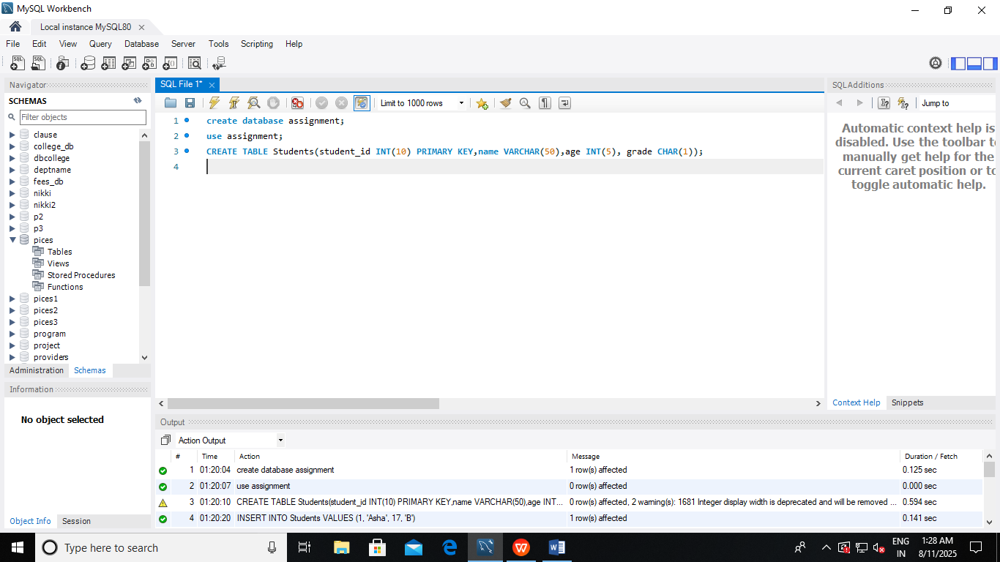 MySQL Workbench
Local instance MySQL80
File Edit View Query Database Server Tools Scripting Help
Navigator
SCHEMAS
Filter objects
clause
college_db
dbcollege
deptname
fees_db
nikki
nikki2
p2
p3
pices
Tables
Views
Stored Procedures
Functions
pices1
pices2
pices3
program
project
providers
Administration Schemas
Information
No object selected
Object Info Session
SQL File 1*
Limit to 1000 rows
1 create database assignment;
2 use assignment;
3 CREATE TABLE Students(student_id INT(10) PRIMARY KEY,name VARCHAR(50),age INT(5), grade CHAR(1));
4
SQLAdditions
Jump to
Automatic context help is
disabled. Use the toolbar to
manually get help for the
current caret position or to
toggle automatic help.
Context Help Snippets
Output
Action Output
# Time Action Message Duration / Fetch
1 01:20:04 create database assignment 1 row(s) affected 0.125 sec
2 01:20:07 use assignment 0 row(s) affected 0.000 sec
3 01:20:10 CREATE TABLE Students(student_id INT(10) PRIMARY KEY,name VARCHAR(50),age INT... 0 row(s) affected, 2 warning(s): 1681 Integer display width is deprecated and will be removed ... 0.594 sec
4 01:20:20 INSERT INTO Students VALUES (1, 'Asha', 17, 'B') 1 row(s) affected 0.141 sec
Type here to search
ENG
IN
1:28 AM
8/11/2025